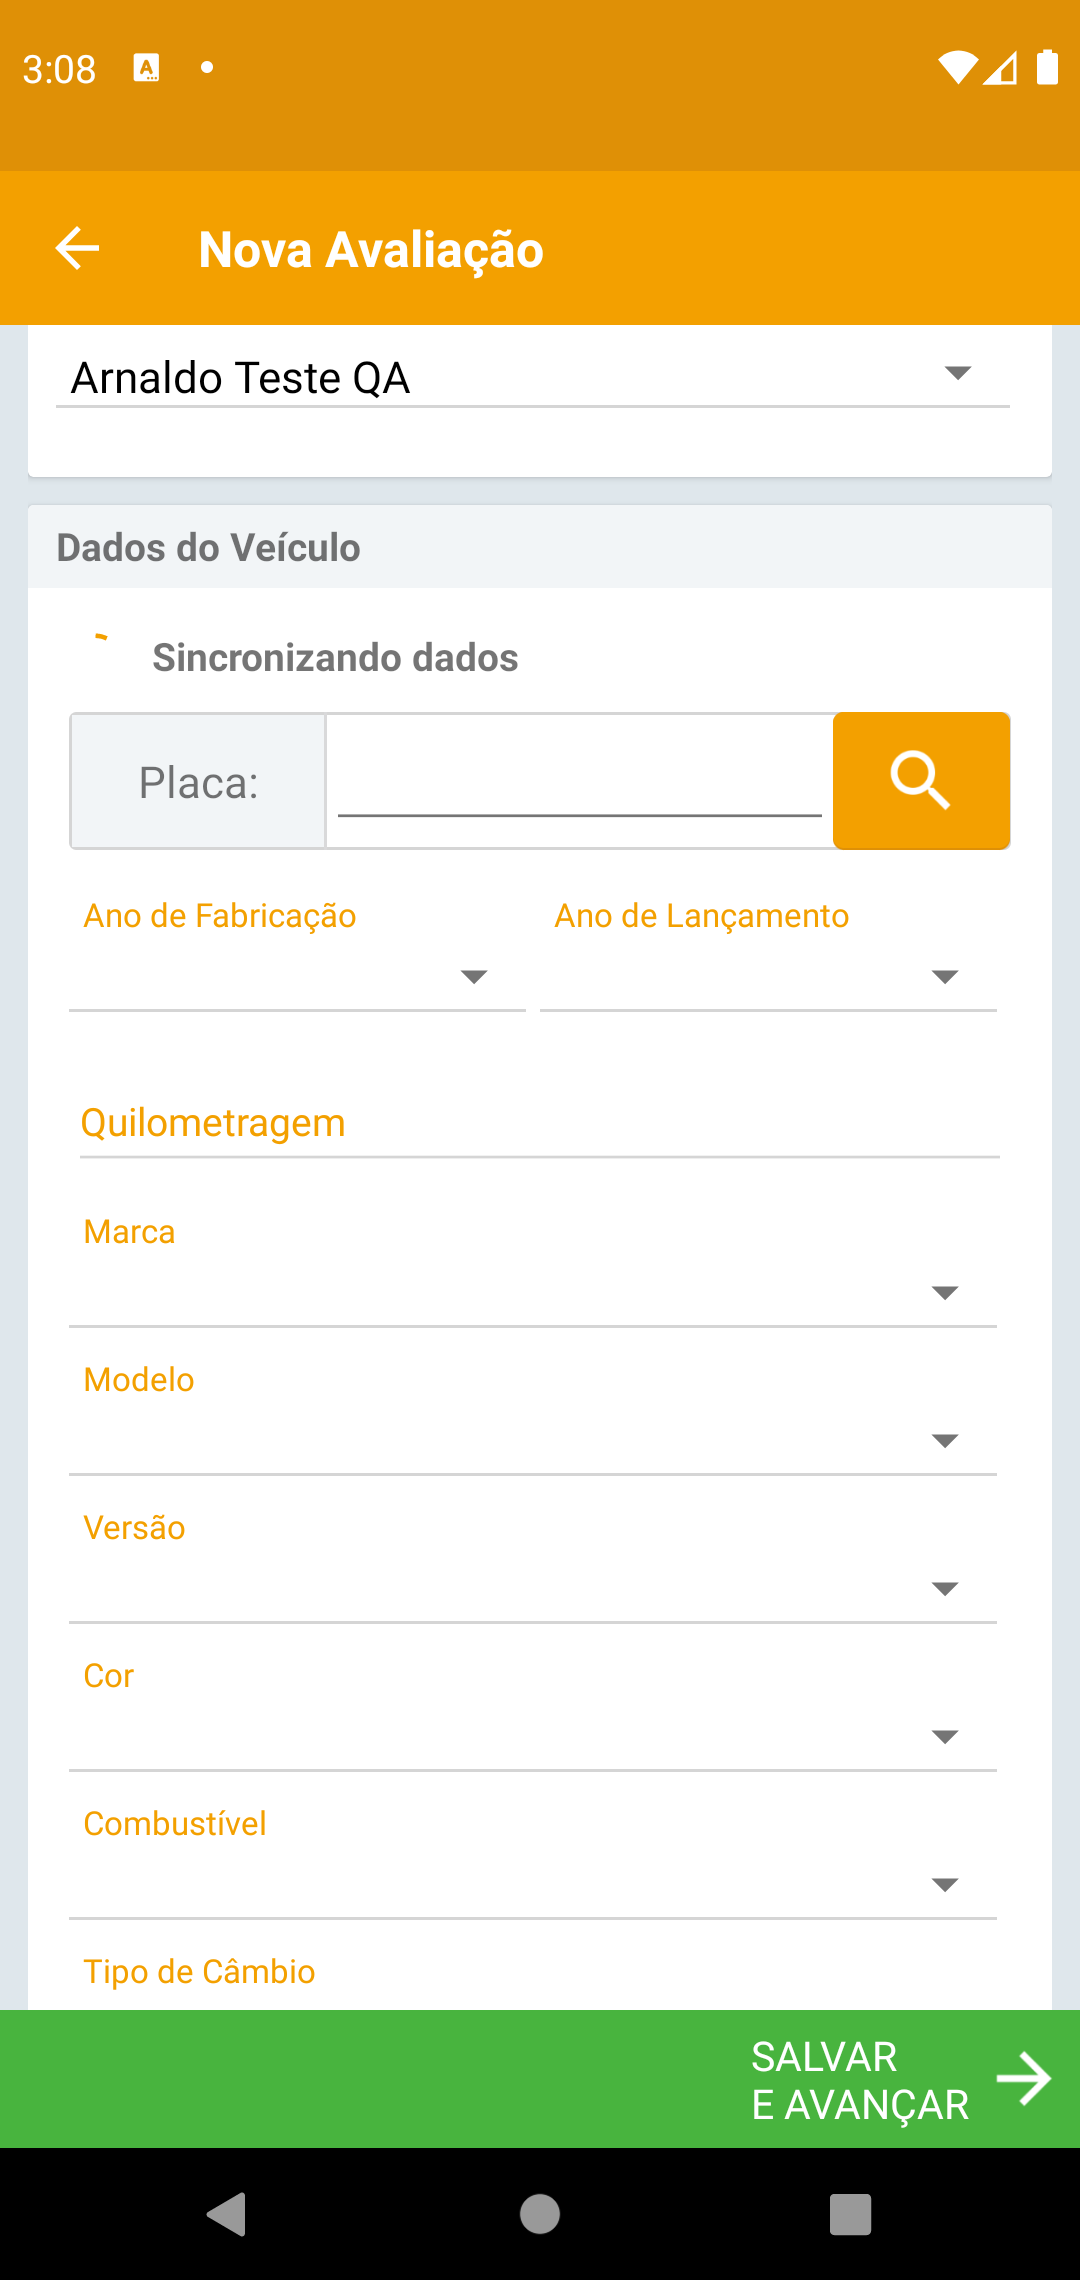 3:08
Nova Avaliação
Arnaldo Teste QA
Dados do Veículo
Sincronizando dados
Placa:
Ano de Fabricação
Ano de Lançamento
Quilometragem
Marca
Modelo
Versão
Cor
Combustível
Tipo de Câmbio
SALVAR
E AVANÇAR